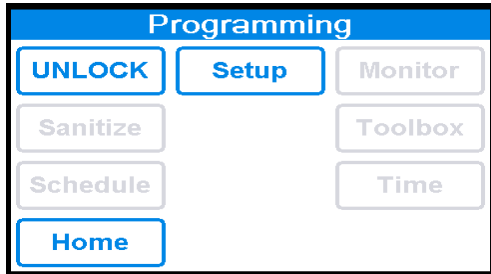 Programming
UNLOCK Setup Monitor
Sanitize Toolbox
Schedule Time
Home